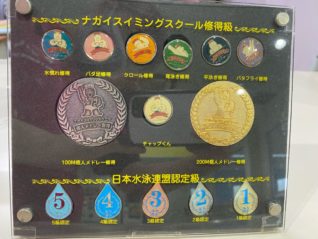 ナガイスイミングスクール修得級
水慣れ修得 バタ足修得 クロール修得 背泳ぎ修得 平泳ぎ修得 バタフライ修得
チャップくん
100M個人メドレー修得 200M個人メドレー修得
日本水泳連盟認定級
5 4 3 2 1
5級認定 4級認定 3級認定 2級認定 1級認定